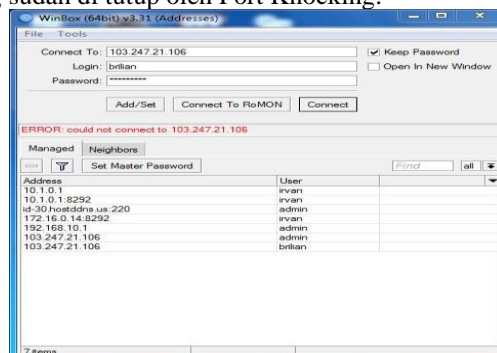 sudah di tutup oleh Port Knocking.
WinBox (64bit) v3.31 (Addresses)
File Tools
Connect To: 103.247.21.106
Keep Password
Login: brilian
Open In New Window
Password: *********
Add/Set Connect To RoMON Connect
ERROR: could not connect to 103.247.21.106
Managed Neighbors
Set Master Password
Find all
Address User
10.1.0.1 irvan
10.1.0.1:8292 irvan
id-30.hostddns.us:220 admin
172.16.0.14:8292 irvan
192.168.10.1 admin
103.247.21.106 admin
103.247.21.106 brilian
7 items